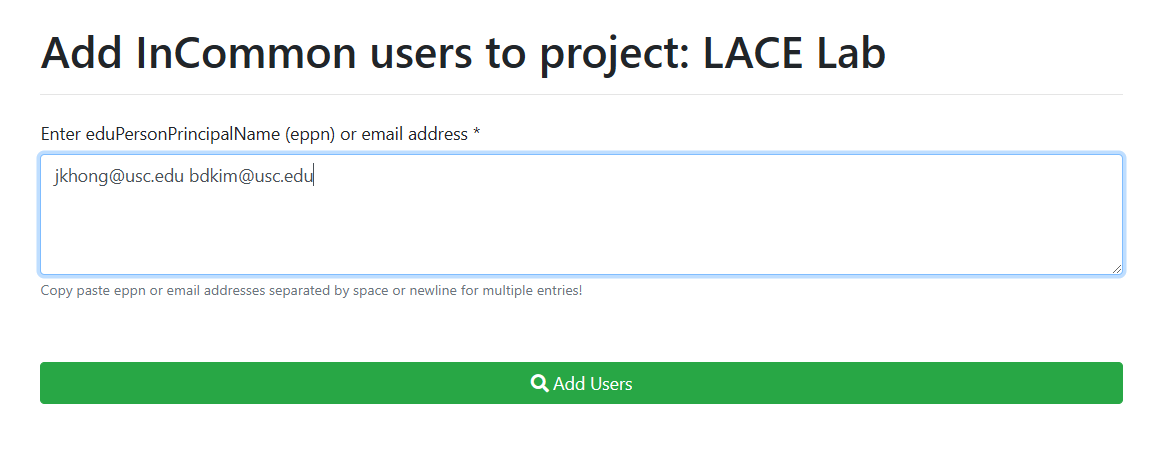 Add InCommon users to project: LACE Lab
Enter eduPersonPrincipalName (eppn) or email address *
jkhong@usc.edu bdkim@usc.edu
Copy paste eppn or email addresses separated by space or newline for multiple entries!
Add Users